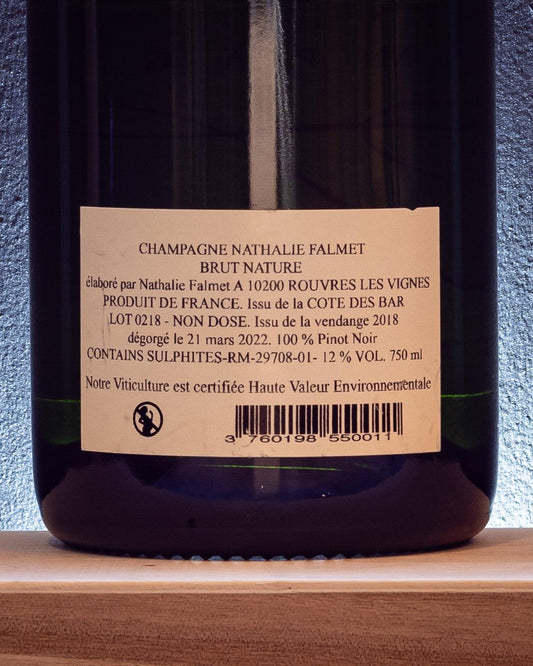 CHAMPAGNE NATHALIE FALMET
BRUT NATURE
élaboré par Nathalie Falmet A 10200 ROUVRES LES VIGNES
PRODUIT DE FRANCE. Issu de la COTE DES BAR
LOT 0218 - NON DOSE. Issu de la vendange 2018
dégorgé le 21 mars 2022. 100 % Pinot Noir
CONTAINS SULPHITES-RM-29708-01- 12 % VOL. 750 ml
Notre Viticulture est certifiée Haute Valeur Environnementale
3 760198 550011